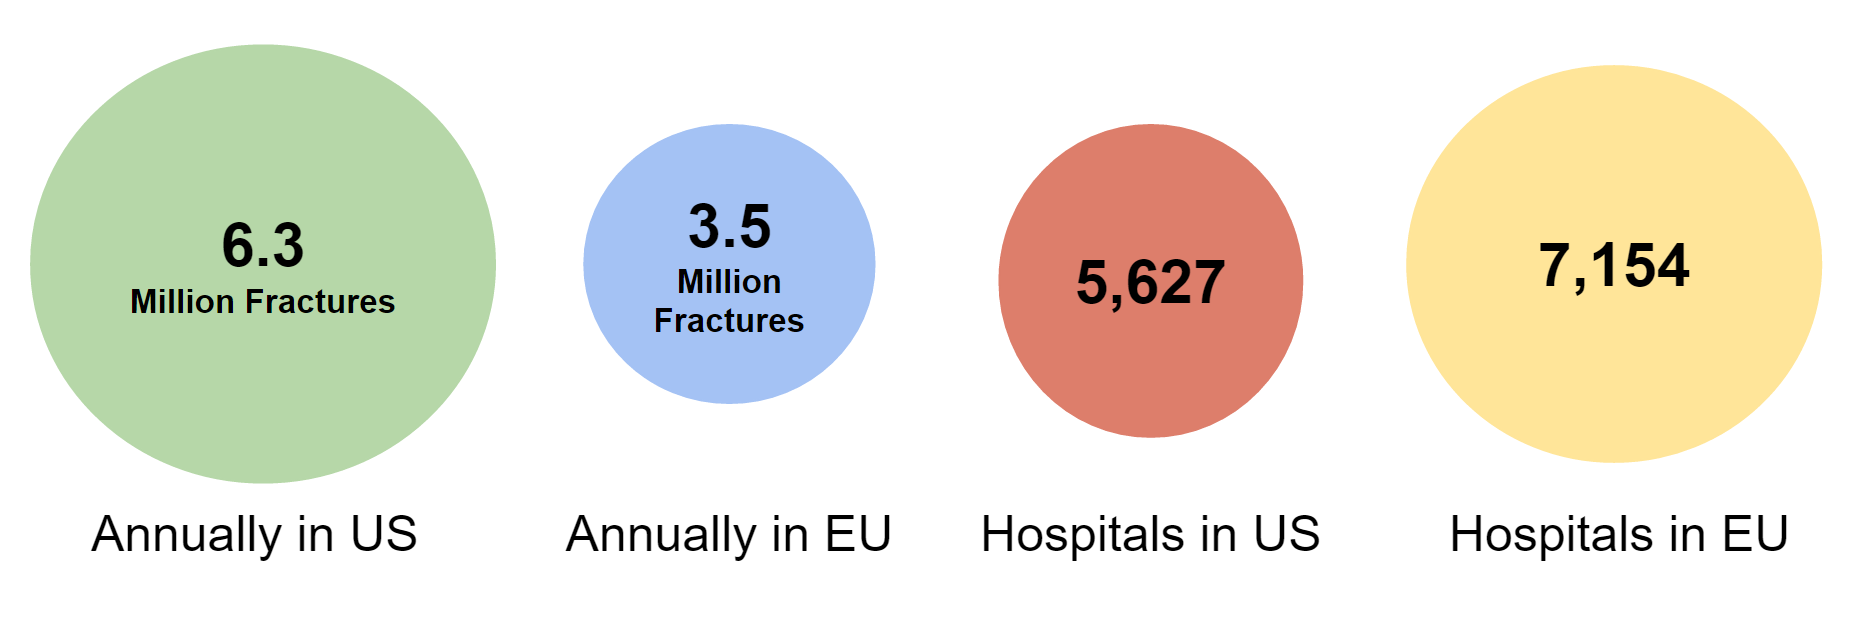 6.3
Million Fractures
Annually in US
3.5
Million
Fractures
Annually in EU
5,627
Hospitals in US
7,154
Hospitals in EU